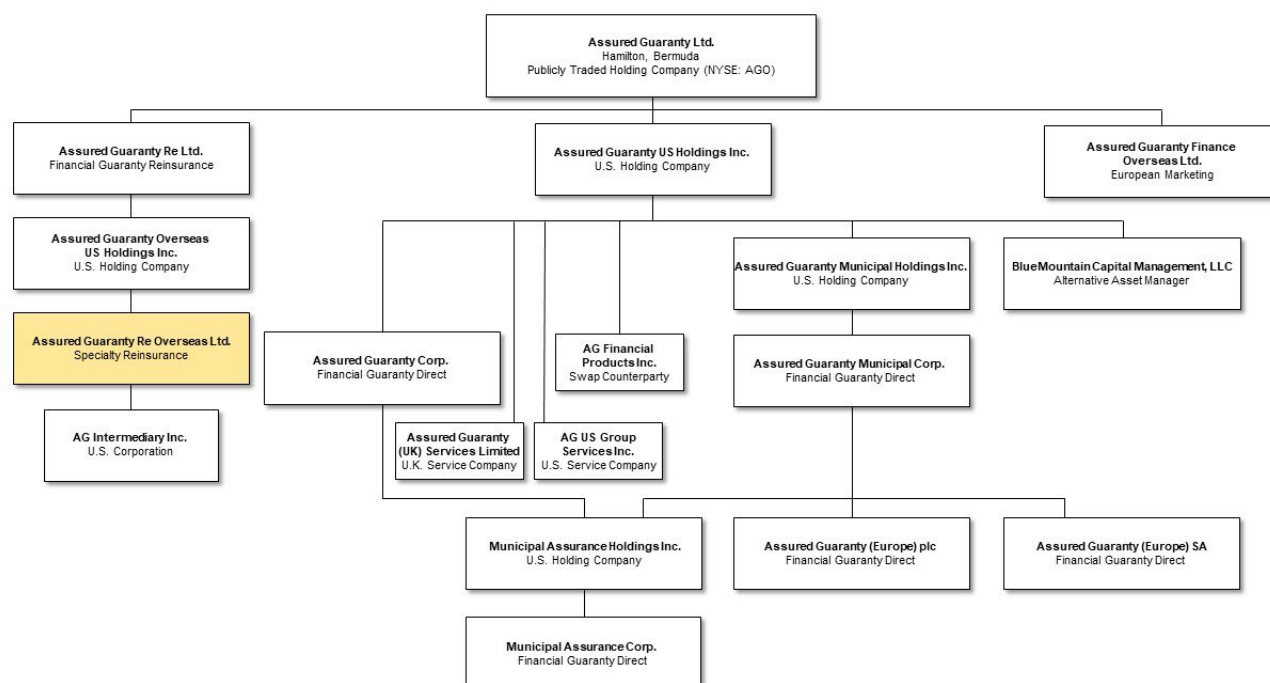 Assured Guaranty Ltd.
Hamilton, Bermuda
Publicly Traded Holding Company (NYSE: AGO)
Assured Guaranty Re Ltd.
Financial Guaranty Reinsurance
Assured Guaranty US Holdings Inc.
U.S. Holding Company
Assured Guaranty Finance
Overseas Ltd.
European Marketing
Assured Guaranty Overseas
US Holdings Inc.
U.S. Holding Company
Assured Guaranty Municipal Holdings Inc.
U.S. Holding Company
BlueMountain Capital Management, LLC
Alternative Asset Manager
Assured Guaranty Re Overseas Ltd.
Specialty Reinsurance
Assured Guaranty Corp.
Financial Guaranty Direct
AG Financial
Products Inc.
Swap Counterparty
Assured Guaranty Municipal Corp.
Financial Guaranty Direct
AG Intermediary Inc.
U.S. Corporation
Assured Guaranty
(UK) Services Limited
U.K. Service Company
AG US Group
Services Inc.
U.S. Service Company
Municipal Assurance Holdings Inc.
U.S. Holding Company
Assured Guaranty (Europe) plc
Financial Guaranty Direct
Assured Guaranty (Europe) SA
Financial Guaranty Direct
Municipal Assurance Corp.
Financial Guaranty Direct